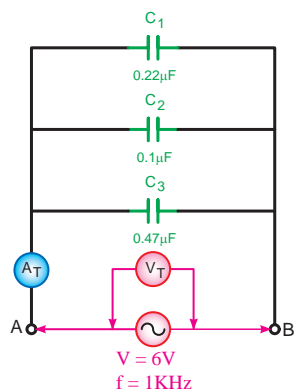 C1
0.22µF
C2
0.1µF
C3
0.47µF
AT
VT
A
B
V = 6V
f = 1KHz